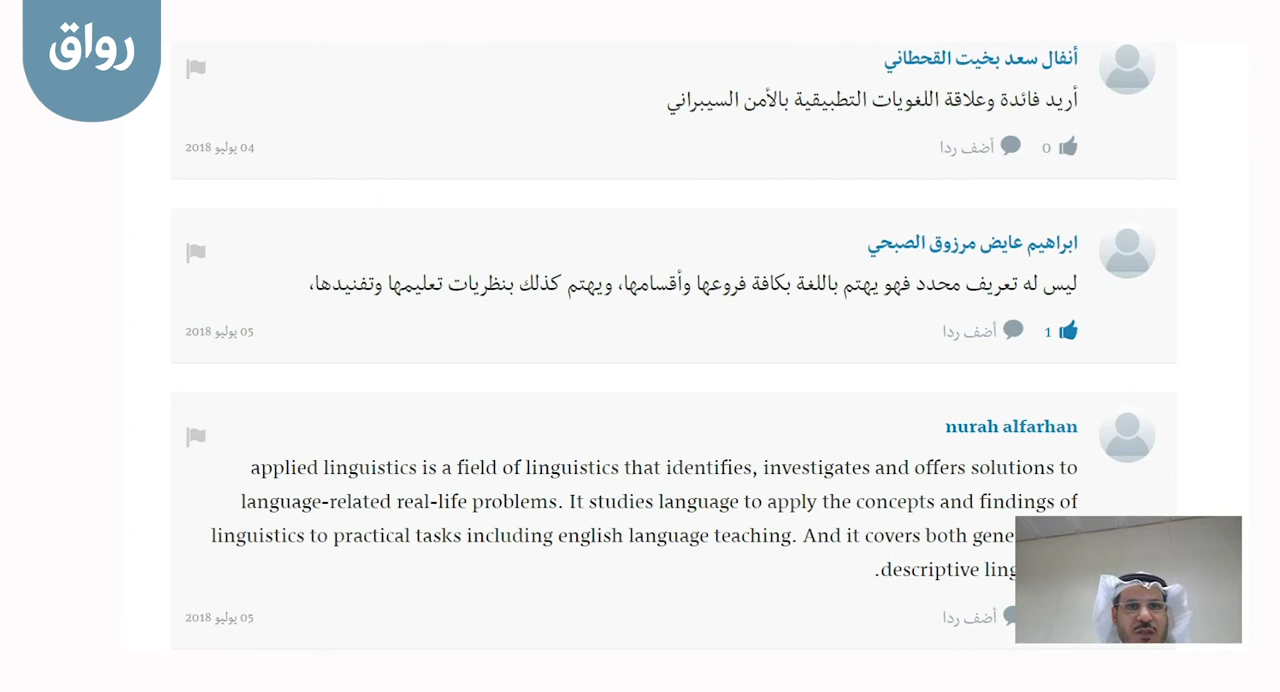 رواق
أنفال سعد بخيت القحطاني
أريد فائدة وعلاقة اللغويات التطبيقية بالأمن السيبراني
0 أضف ردا
04 يوليو 2018
ابراهيم عايض مرزوق الصبحي
ليس له تعريف محدد فهو يهتم باللغة بكافة فروعها وأقسامها، ويهتم كذلك بنظريات تعليمها وتفنيدها،
1 أضف ردا
05 يوليو 2018
nurah alfarhan
applied linguistics is a field of linguistics that identifies, investigates and offers solutions to
language-related real-life problems. It studies language to apply the concepts and findings of
linguistics to practical tasks including english language teaching. And it covers both
.descriptive
أضف ردا
05 يوليو 2018